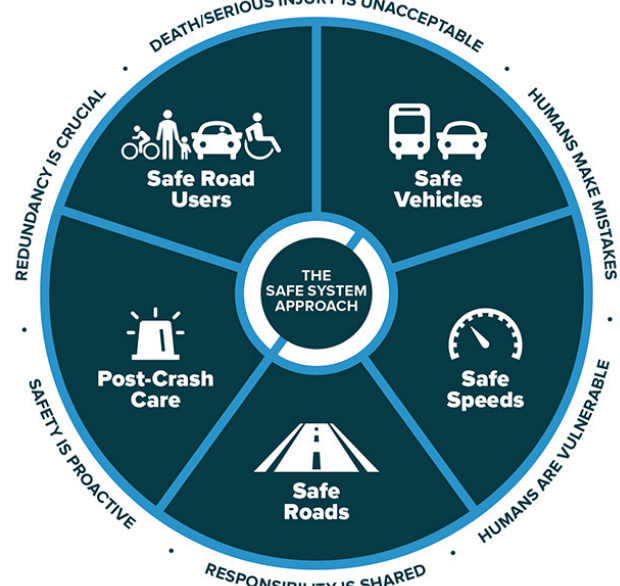 DEATH/SERIOUS INJURY IS UNACCEPTABLE
HUMANS MAKE MISTAKES
HUMANS ARE VULNERABLE
RESPONSIBILITY IS SHARED
SAFETY IS PROACTIVE
REDUNDANCY IS CRUCIAL
Safe Road
Users
Safe
Vehicles
THE
SAFE SYSTEM
APPROACH
Post-Crash
Care
Safe
Speeds
Safe
Roads